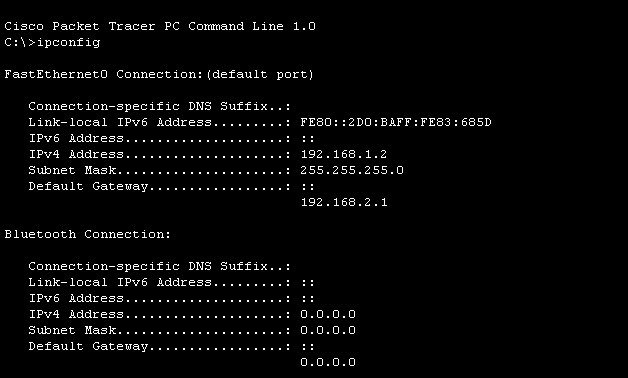 Cisco Packet Tracer PC Command Line 1.0
C:\>ipconfig
FastEthernet0 Connection:(default port)
Connection-specific DNS Suffix..:
Link-local IPv6 Address.........: FE80::2D0:BAFF:FE83:685D
IPv6 Address....................: ::
IPv4 Address....................: 192.168.1.2
Subnet Mask.....................: 255.255.255.0
Default Gateway.................: ::
192.168.2.1
Bluetooth Connection:
Connection-specific DNS Suffix..:
Link-local IPv6 Address.........: ::
IPv6 Address....................: ::
IPv4 Address....................: 0.0.0.0
Subnet Mask.....................: 0.0.0.0
Default Gateway.................: ::
0.0.0.0